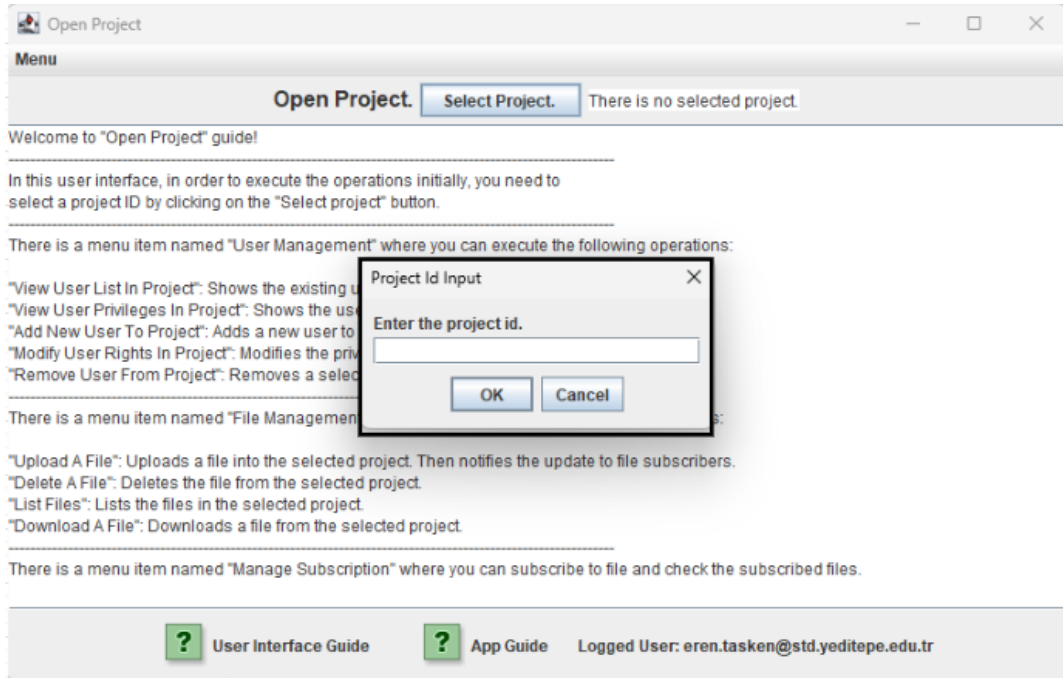 Open Project
Menu
Open Project. Select Project. There is no selected project.
Welcome to "Open Project" guide!
In this user interface, in order to execute the operations initially, you need to
select a project ID by clicking on the "Select project" button.
There is a menu item named "User Management" where you can execute the following operations:
"View User List In Project": Shows the existing u
"View User Privileges In Project": Shows the use
"Add New User To Project": Adds a new user to
"Modify User Rights In Project": Modifies the priv
"Remove User From Project": Removes a selec
Project Id Input
Enter the project id.
OK Cancel
There is a menu item named "File Managemen s:
"Upload A File": Uploads a file into the selected project. Then notifies the update to file subscribers.
"Delete A File": Deletes the file from the selected project.
"List Files": Lists the files in the selected project.
"Download A File": Downloads a file from the selected project.
There is a menu item named "Manage Subscription" where you can subscribe to file and check the subscribed files.
? User Interface Guide ? App Guide Logged User: eren.tasken@std.yeditepe.edu.tr